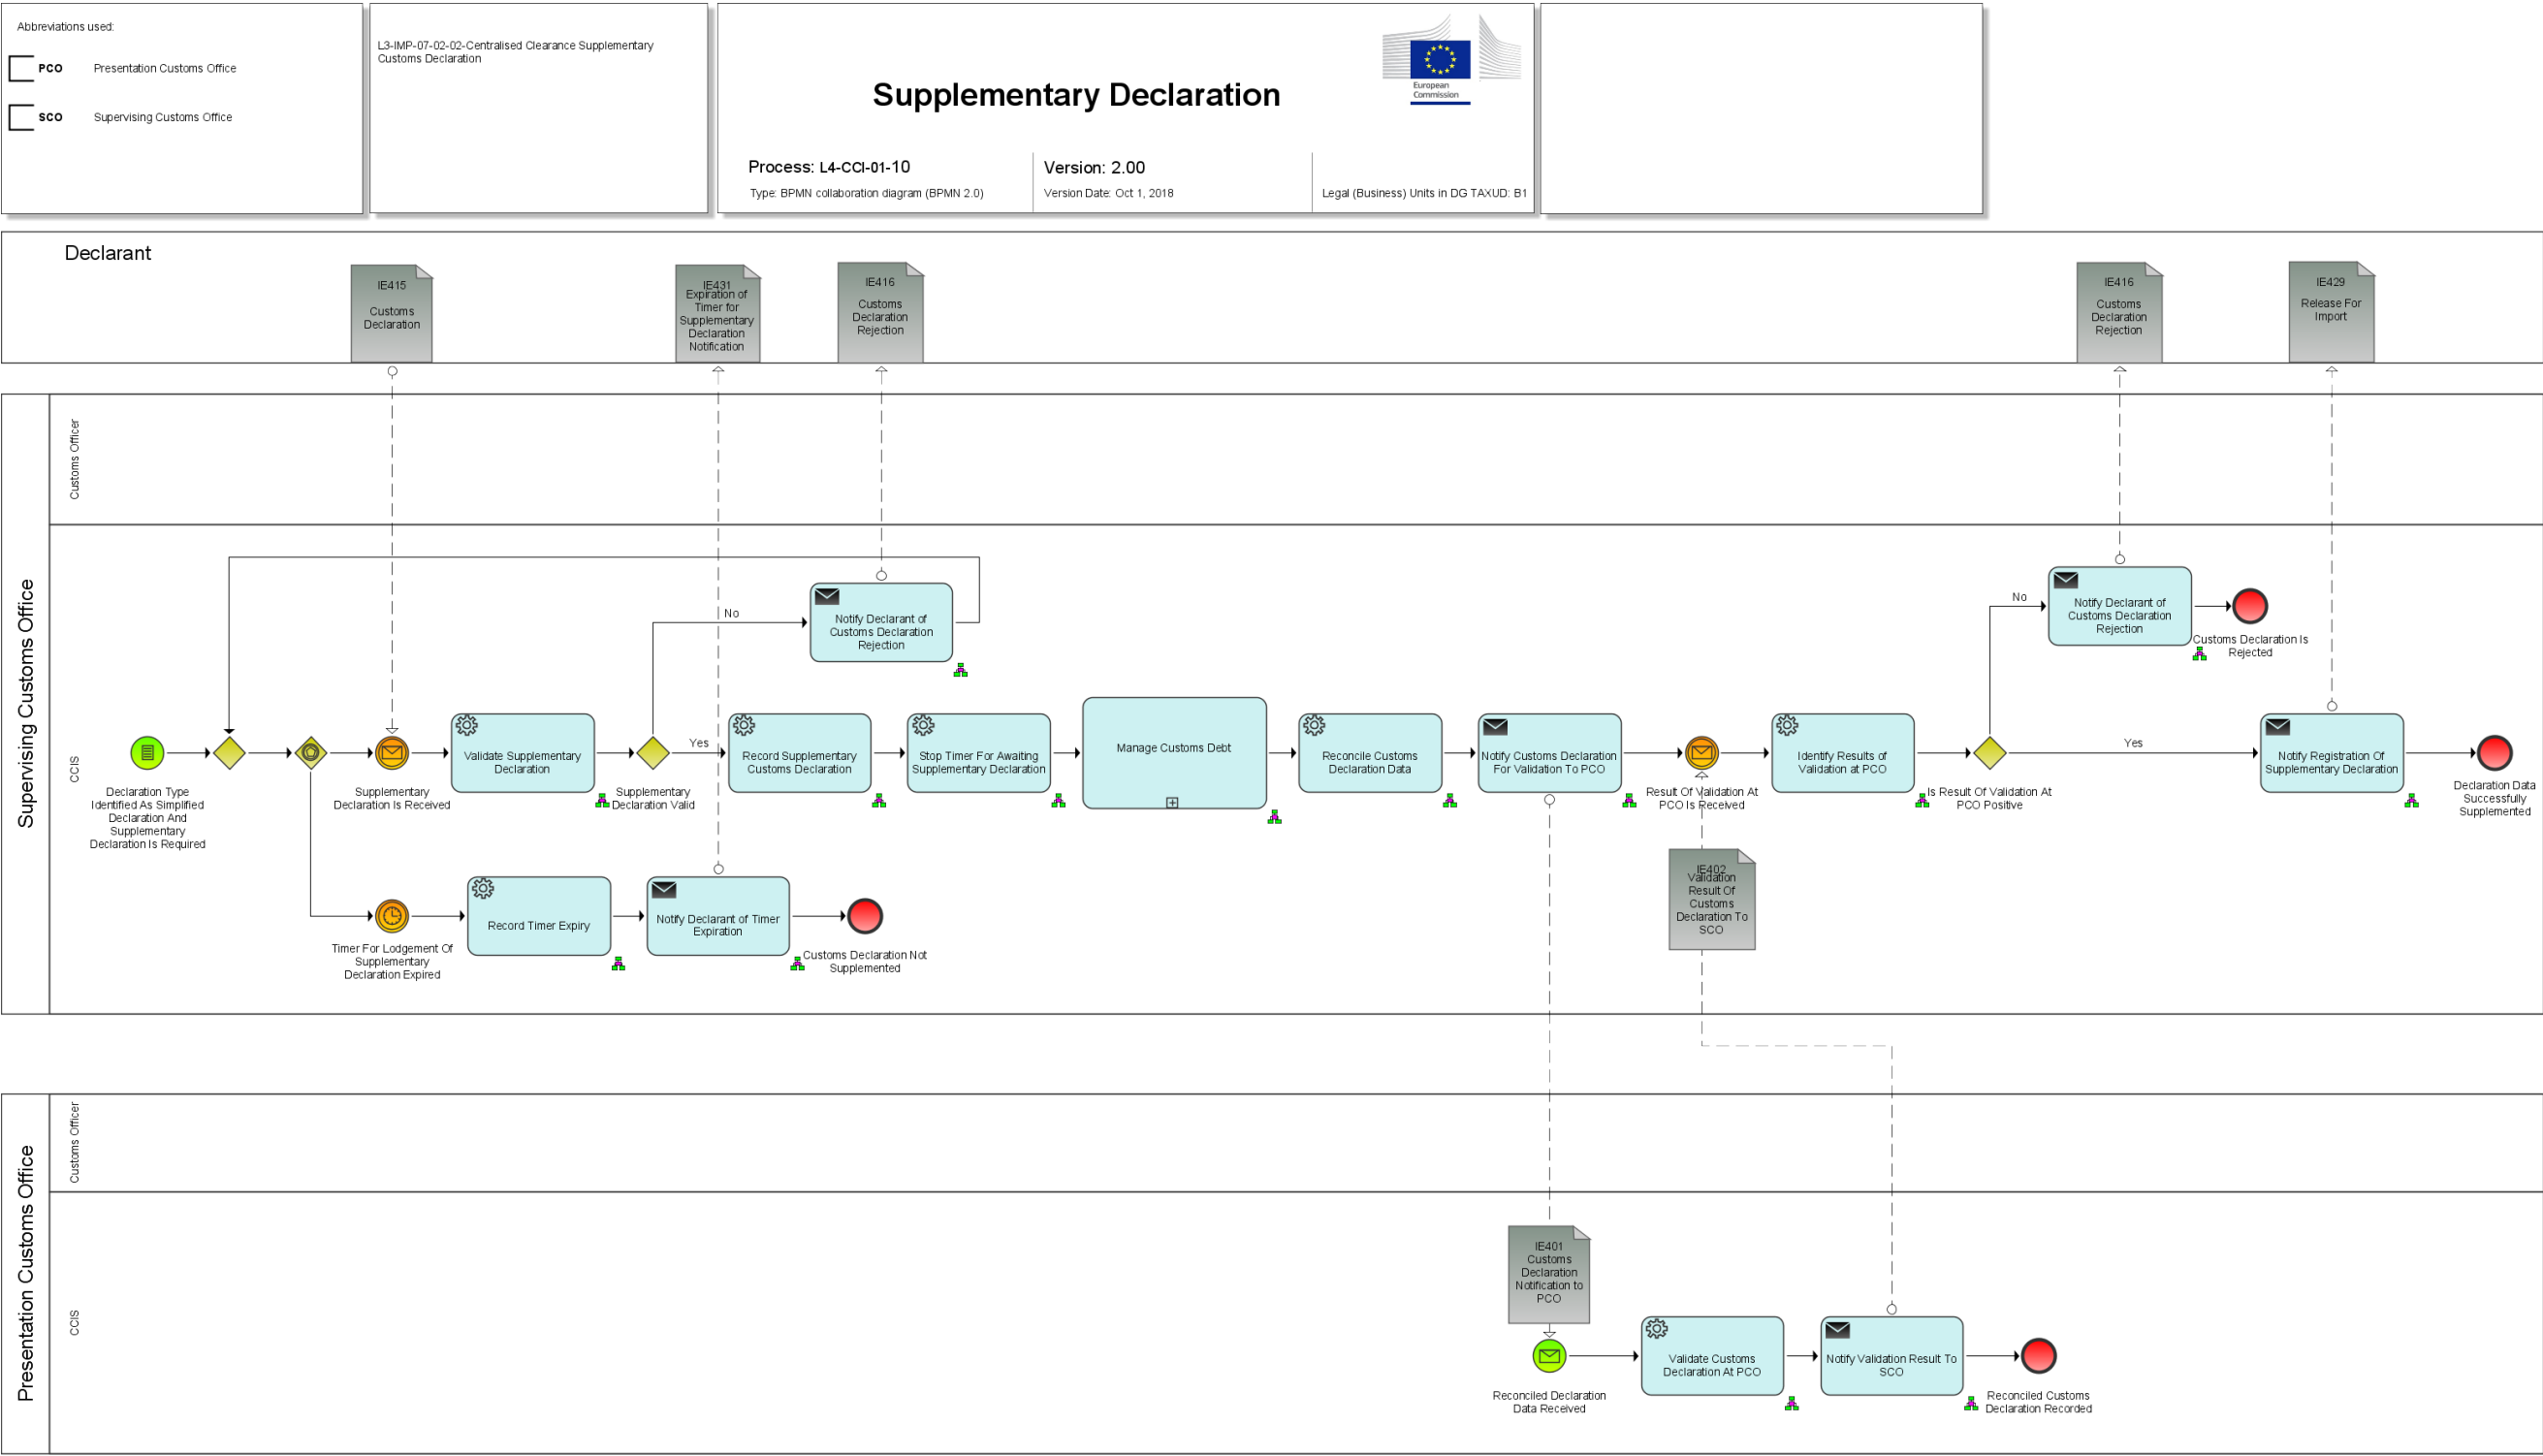 Abbreviations used:
PCO Presentation Customs Office
SCO Supervising Customs Office
L3-IMP-07-02-02-Centralised Clearance Supplementary
Customs Declaration
Supplementary Declaration
European
Commission
Process: L4-CCI-01-10
Type: BPMN collaboration diagram (BPMN 2.0)
Version: 2.00
Version Date: Oct 1, 2018
Legal (Business) Units in DG TAXUD: B1
Declarant
IE415
Customs
Declaration
IE431
Expiration of
Timer for
Supplementary
Declaration
Notification
IE416
Customs
Declaration
Rejection
IE416
Customs
Declaration
Rejection
IE429
Release For
Import
Supervising Customs Office
Customs Officer
CCIS
No
Notify Declarant of
Customs Declaration
Rejection
No
Notify Declarant of
Customs Declaration
Rejection
Customs Declaration Is
Rejected
Declaration Type
Identified As Simplified
Declaration And
Supplementary
Declaration Is Required
Supplementary
Declaration Is Received
Validate Supplementary
Declaration
Supplementary
Declaration Valid
Yes
Record Supplementary
Customs Declaration
Stop Timer For Awaiting
Supplementary Declaration
Manage Customs Debt
Reconcile Customs
Declaration Data
Notify Customs Declaration
For Validation To PCO
Result Of Validation At
PCO Is Received
Identify Results of
Validation at PCO
Is Result Of Validation At
PCO Positive
Yes
Notify Registration Of
Supplementary Declaration
Declaration Data
Successfully
Supplemented
Timer For Lodgement Of
Supplementary
Declaration Expired
Record Timer Expiry
Notify Declarant of Timer
Expiration
Customs Declaration Not
Supplemented
IE402
Validation
Result Of
Customs
Declaration To
SCO
Presentation Customs Office
Customs Officer
CCIS
IE401
Customs
Declaration
Notification to
PCO
Reconciled Declaration
Data Received
Validate Customs
Declaration At PCO
Notify Validation Result To
SCO
Reconciled Customs
Declaration Recorded